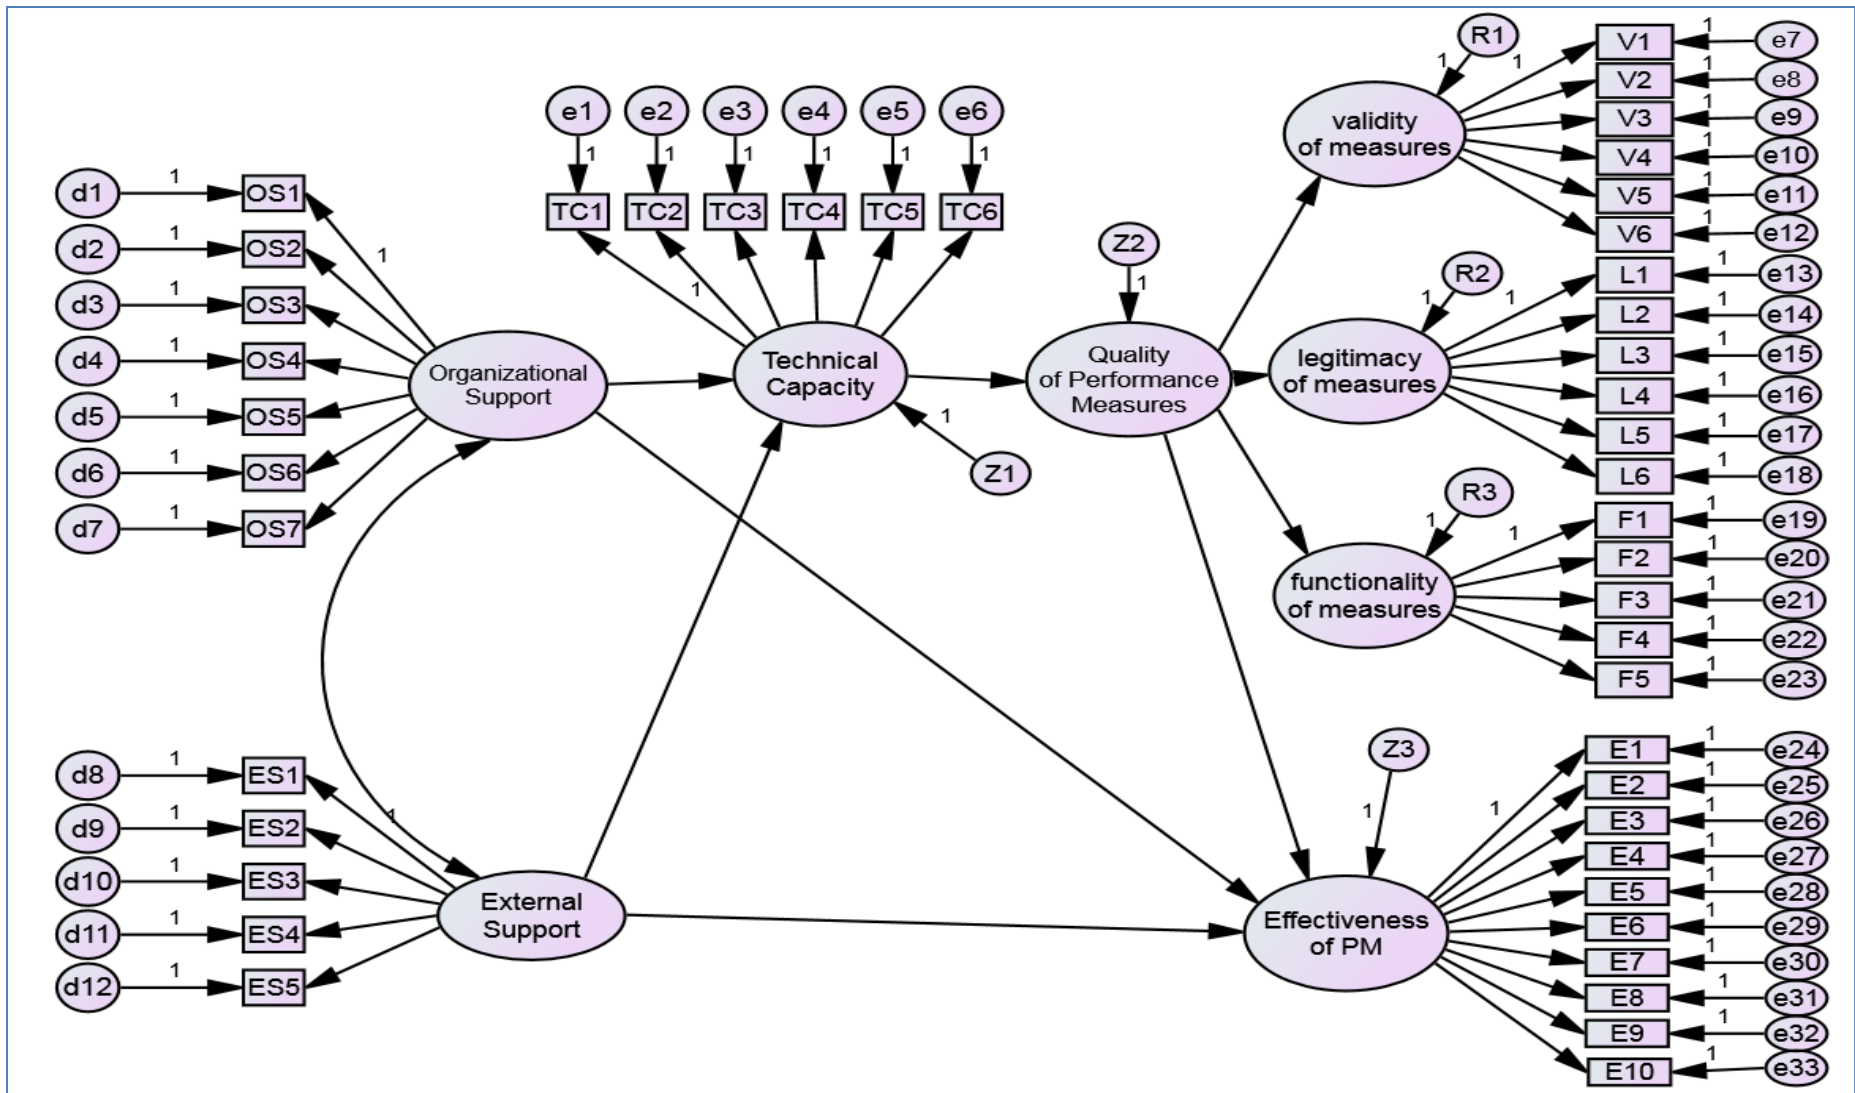 R1
V1
1
e7
1
1
V2
1
e8
e1
e2
e3
e4
e5
e6
validity
of measures
V3
1
e9
1
1
1
1
1
1
V4
1
e10
d1
1
OS1
V5
1
e11
TC1
TC2
TC3
TC4
TC5
TC6
V6
1
e12
d2
1
OS2
1
Z2
1
R2
1
1
L1
1
e13
d3
1
OS3
1
L2
1
e14
d4
1
OS4
Organizational
Support
Technical
Capacity
Quality
of Performance
Measures
legitimacy
of measures
L3
1
e15
L4
1
e16
d5
1
OS5
1
Z1
L5
1
e17
d6
1
OS6
L6
1
e18
d7
1
OS7
R3
1
1
F1
1
e19
F2
1
e20
functionality
of measures
F3
1
e21
F4
1
e22
F5
1
e23
Z3
1
1
E1
1
e24
d8
1
ES1
E2
1
e25
1
d9
1
ES2
E3
1
e26
E4
1
e27
d10
1
ES3
E5
1
e28
External
Support
Effectiveness
of PM
E6
1
e29
d11
1
ES4
E7
1
e30
d12
1
ES5
E8
1
e31
E9
1
e32
E10
1
e33